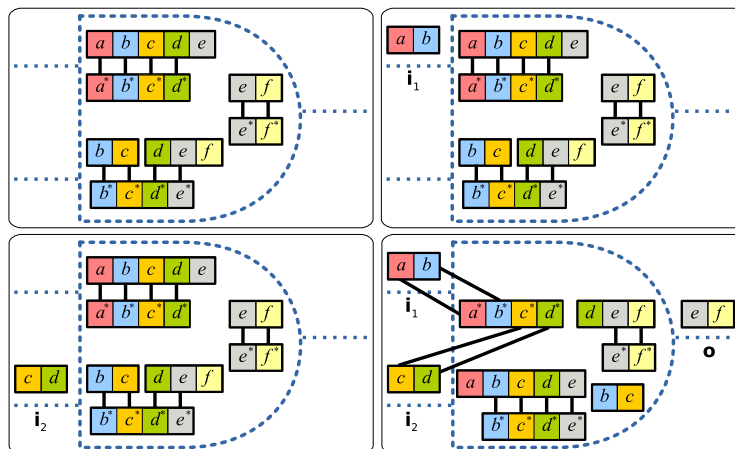 a b c d e
a* b* c* d*
e f
e* f*
b c d e f
b* c* d* e*
a b
i1
a b c d e
a* b* c* d*
e f
e* f*
b c d e f
b* c* d* e*
a b c d e
a* b* c* d*
e f
e* f*
c d
b c d e f
b* c* d* e*
i2
a b
i1
a* b* c* d*
d e f
e* f*
e f
o
c d
i2
a b c d e
b* c* d* e*
b c